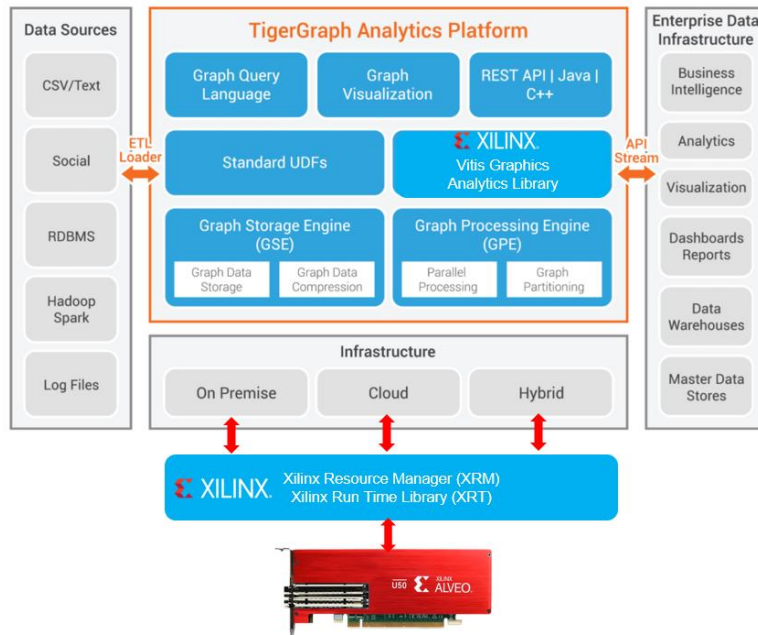 Data Sources
CSV/Text
Social
RDBMS
Hadoop
Spark
Log Files
ETL
Loader
TigerGraph Analytics Platform
Graph Query
Language
Graph
Visualization
REST API | Java |
C++
Standard UDFs
XILINX.
Vitis Graphics
Analytics Library
Graph Storage Engine
(GSE)
Graph Data
Storage
Graph Data
Compression
Graph Processing Engine
(GPE)
Parallel
Processing
Graph
Partitioning
API
Stream
Enterprise Data
Infrastructure
Business
Intelligence
Analytics
Visualization
Dashboards
Reports
Data
Warehouses
Master Data
Stores
Infrastructure
On Premise
Cloud
Hybrid
XILINX.
Xilinx Resource Manager (XRM)
Xilinx Run Time Library (XRT)
U50
XILINX
ALVEO.